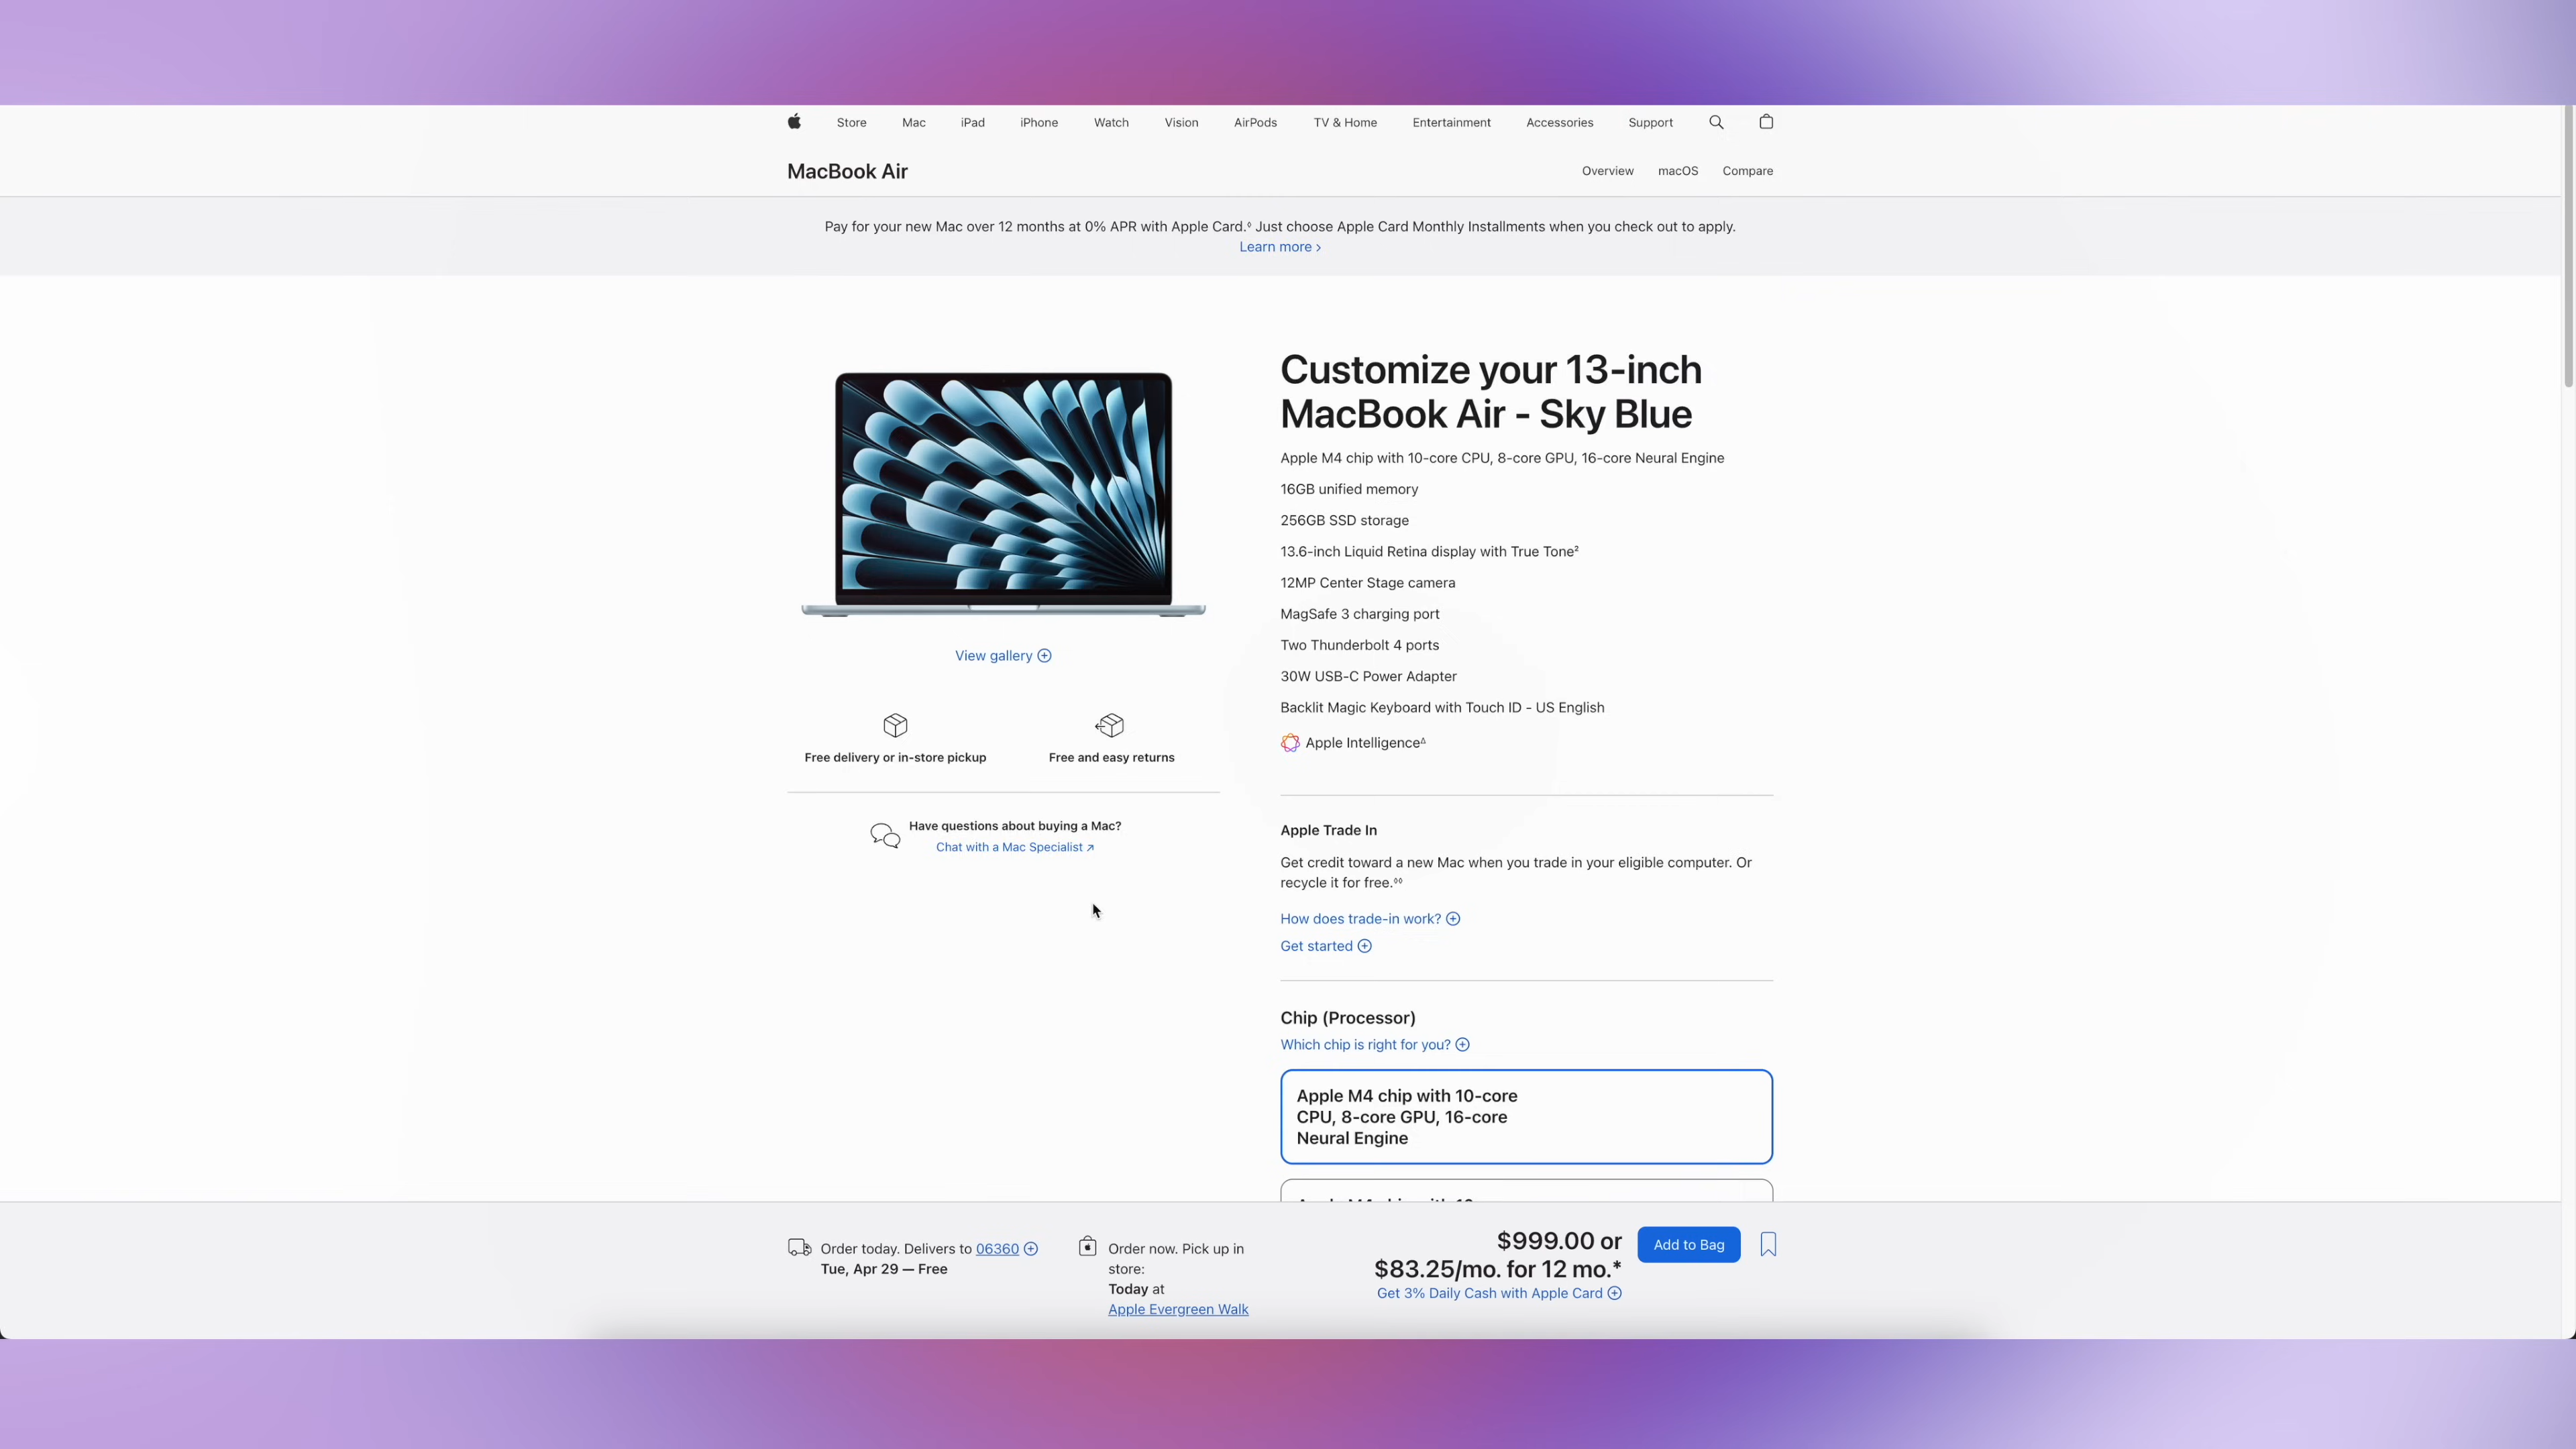 Store Mac iPad iPhone Watch Vision AirPods TV & Home Entertainment Accessories Support
MacBook Air
Overview macOS Compare
Pay for your new Mac over 12 months at 0% APR with Apple Card.◊ Just choose Apple Card Monthly Installments when you check out to apply.
Learn more ›
Customize your 13-inch
MacBook Air - Sky Blue
Apple M4 chip with 10-core CPU, 8-core GPU, 16-core Neural Engine
16GB unified memory
256GB SSD storage
13.6-inch Liquid Retina display with True Tone²
12MP Center Stage camera
MagSafe 3 charging port
Two Thunderbolt 4 ports
30W USB-C Power Adapter
Backlit Magic Keyboard with Touch ID - US English
Apple Intelligence∆
View gallery
Free delivery or in-store pickup
Free and easy returns
Have questions about buying a Mac?
Chat with a Mac Specialist ↗
Apple Trade In
Get credit toward a new Mac when you trade in your eligible computer. Or
recycle it for free.◊◊
How does trade-in work?
Get started
Chip (Processor)
Which chip is right for you?
Apple M4 chip with 10-core
CPU, 8-core GPU, 16-core
Neural Engine
Order today. Delivers to 06360
Tue, Apr 29 — Free
Order now. Pick up in
store:
Today at
Apple Evergreen Walk
$999.00 or
$83.25/mo. for 12 mo.*
Get 3% Daily Cash with Apple Card
Add to Bag